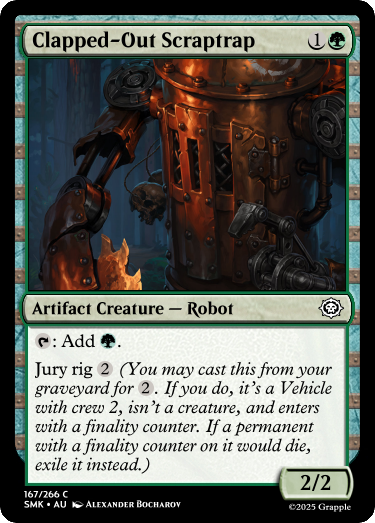 Clapped-Out Scraptrap 1
Artifact Creature — Robot
: Add .
Jury rig 2 (You may cast this from your
graveyard for 2. If you do, it's a Vehicle
with crew 2, isn't a creature, and enters
with a finality counter. If a permanent
with a finality counter on it would die,
exile it instead.)
2/2
167/266 C
SMK • AU Alexander Bocharov
©2025 Grapple